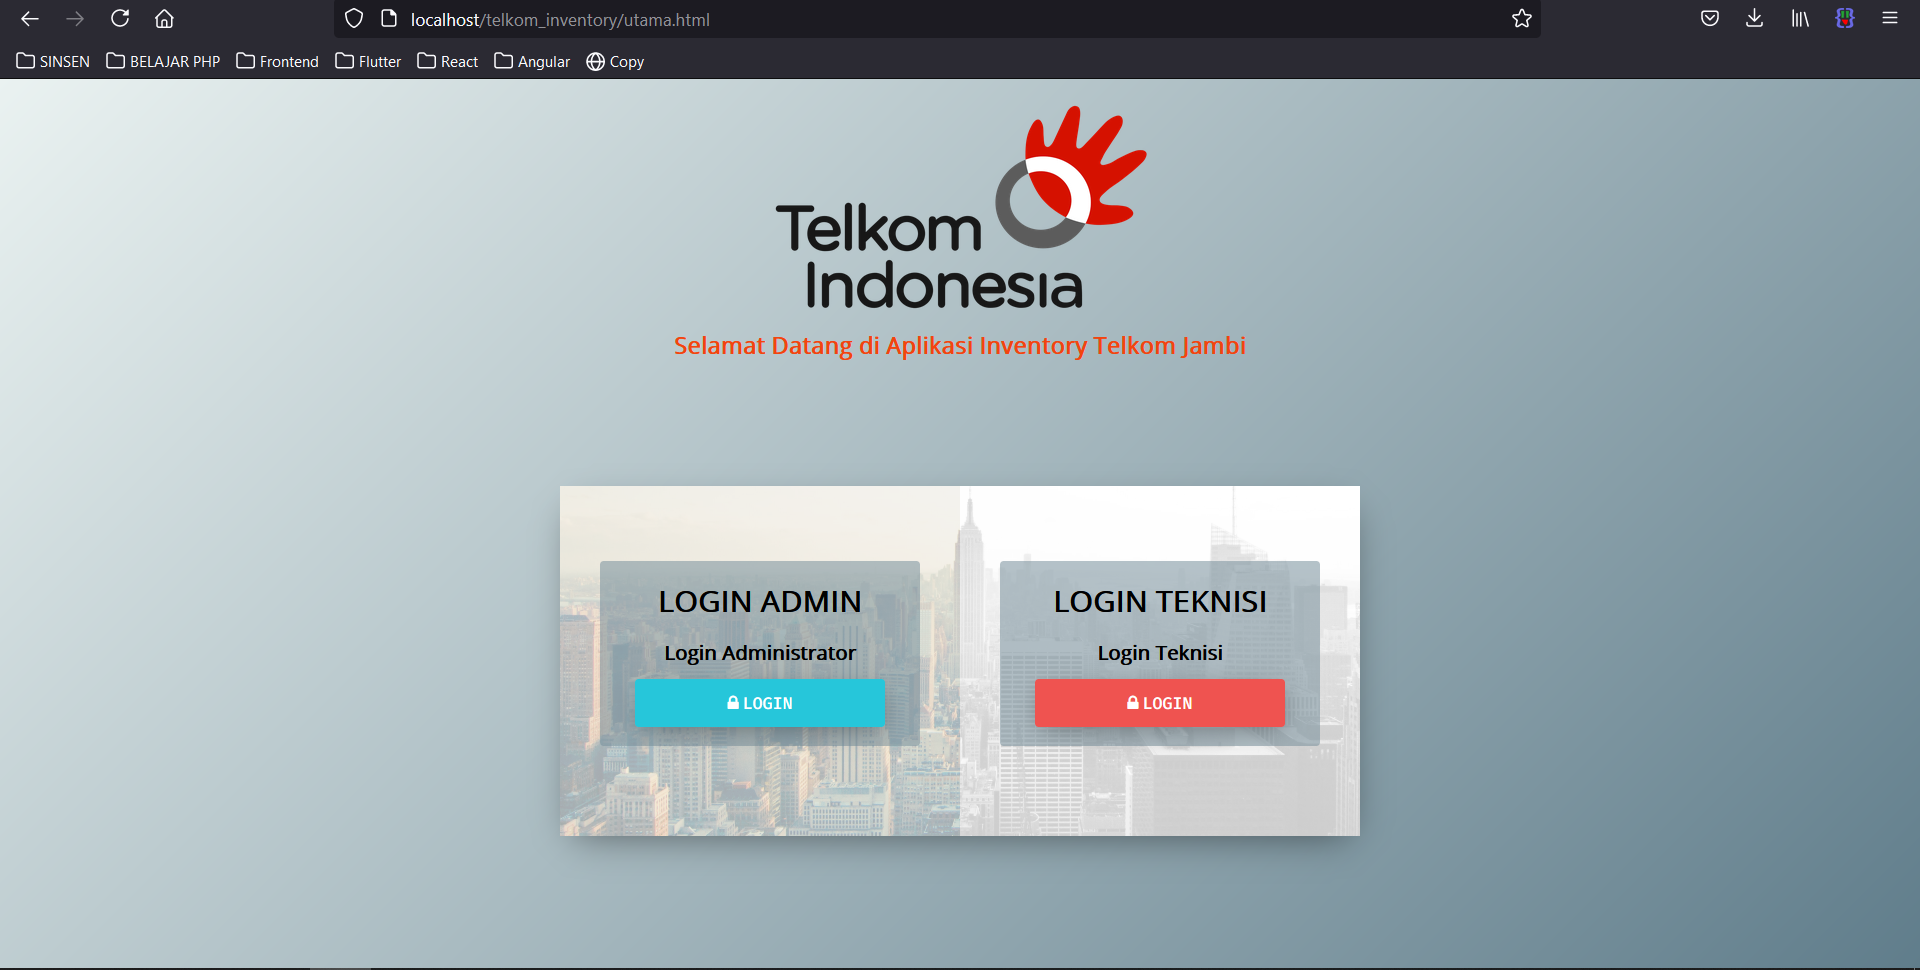 localhost/telkom_inventory/utama.html
SINSEN BELAJAR PHP Frontend Flutter React Angular Copy
Telkom
Indonesia
Selamat Datang di Aplikasi Inventory Telkom Jambi
LOGIN ADMIN
Login Administrator
LOGIN
LOGIN TEKNISI
Login Teknisi
LOGIN